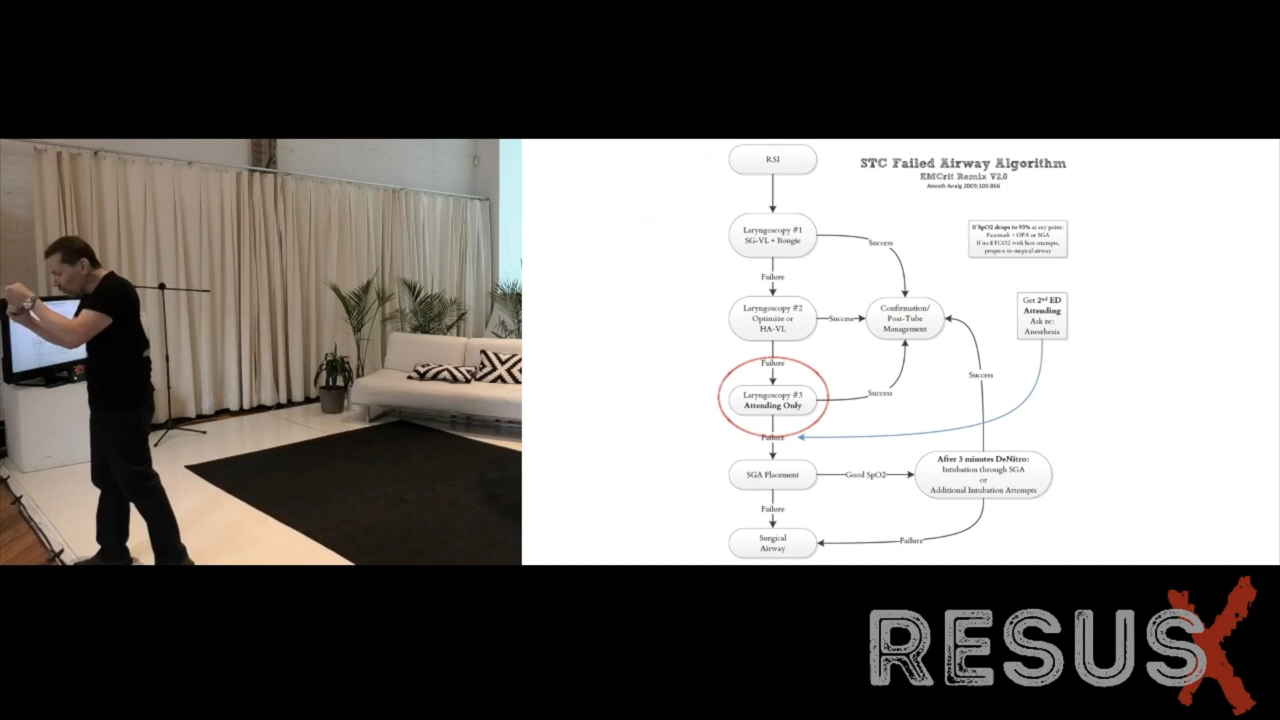 RSI
STC Failed Airway Algorithm
EMCrit Remix V2.0
Anesth Analg 2009;109:866
Laryngoscopy #1
SG-VL + Bougie
Success
If SpO2 drops to 93% at any point:
Facemask + OPA or SGA
If no ETCO2 with best attempts,
progress to surgical airway
Failure
Laryngoscopy #2
Optimize or
HA-VL
Success
Confirmation/
Post-Tube
Management
Get 2nd ED
Attending
Ask re:
Anesthesia
Failure
Success
Laryngoscopy #3
Attending Only
Success
Failure
SGA Placement
Good SpO2
After 3 minutes DeNitro:
Intubation through SGA
or
Additional Intubation Attempts
Failure
Surgical
Airway
Failure
RESUSX